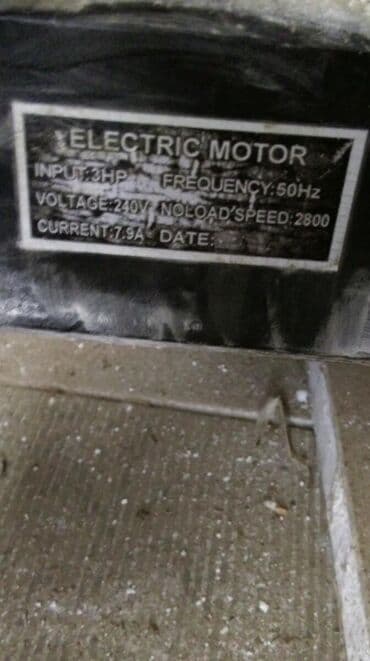 ELECTRIC MOTOR
INPUT:3HP FREQUENCY:50Hz
VOLTAGE:240V NOLOAD SPEED:2800
CURRENT:7.9A DATE: